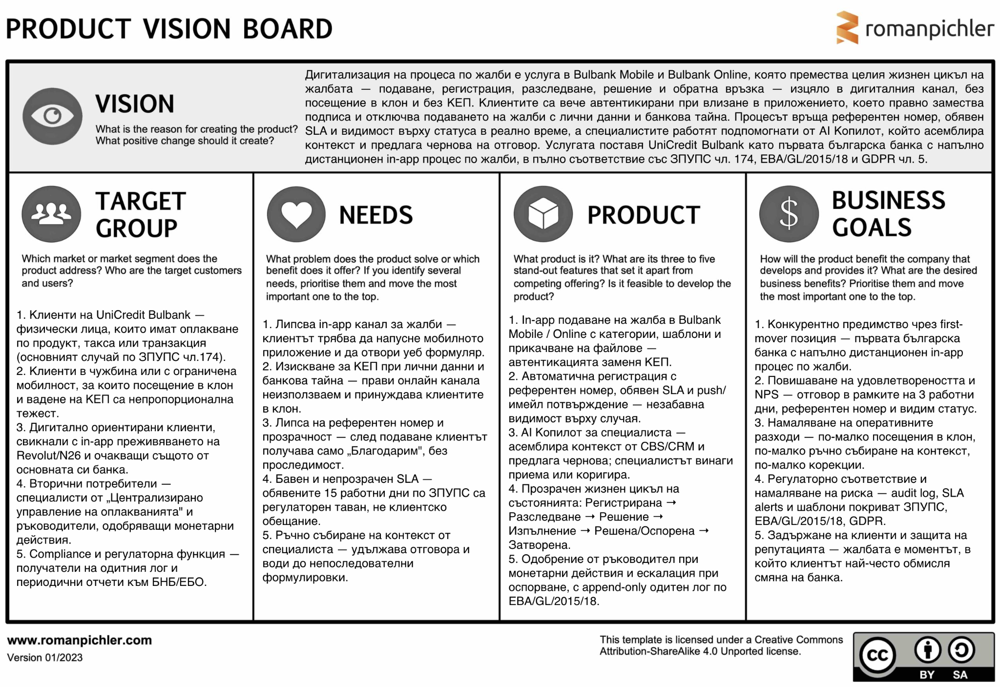 PRODUCT VISION BOARD
romanpichler
VISION
What is the reason for creating the product?
What positive change should it create?
Дигитализация на процеса по жалби е услуга в Bulbank Mobile и Bulbank Online, която премества целия жизнен цикъл на
жалбата — подаване, регистрация, разследване, решение и обратна връзка — изцяло в дигиталния канал, без
посещение в клон и без КЕП. Клиентите са вече автентикирани при влизане в приложението, което правно замества
подписа и отключва подаването на жалби с лични данни и банкова тайна. Процесът връща референтен номер, обявен
SLA и видимост върху статуса в реално време, а специалистите работят подпомогнати от AI Копилот, който асемблира
контекст и предлага чернова на отговор. Услугата поставя UniCredit Bulbank като първата българска банка с напълно
дистанционен in-app процес по жалби, в пълно съответствие със ЗПУПС чл. 174, EBA/GL/2015/18 и GDPR чл. 5.
TARGET
GROUP
Which market or market segment does the
product address? Who are the target customers
and users?
1. Клиенти на UniCredit Bulbank —
физически лица, които имат оплакване
по продукт, такса или транзакция
(основният случай по ЗПУПС чл.174).
2. Клиенти в чужбина или с ограничена
мобилност, за които посещение в клон
и вадене на КЕП са непропорционална
тежест.
3. Дигитално ориентирани клиенти,
свикнали с in-app преживяването на
Revolut/N26 и очакващи същото от
основната си банка.
4. Вторични потребители —
специалисти от „Централизирано
управление на оплакванията" и
ръководители, одобряващи монетарни
действия.
5. Compliance и регулаторна функция —
получатели на одитния лог и
периодични отчети към БНБ/ЕБО.
NEEDS
What problem does the product solve or which
benefit does it offer? If you identify several
needs, prioritise them and move the most
important one to the top.
1. Липсва in-app канал за жалби —
клиентът трябва да напусне мобилното
приложение и да отвори уеб формуляр.
2. Изискване за КЕП при лични данни и
банкова тайна — прави онлайн канала
неизползваем и принуждава клиентите
в клон.
3. Липса на референтен номер и
прозрачност — след подаване клиентът
получава само „Благодарим", без
проследимост.
4. Бавен и непрозрачен SLA —
обявените 15 работни дни по ЗПУПС са
регулаторен таван, не клиентско
обещание.
5. Ръчно събиране на контекст от
специалиста — удължава отговора и
води до непоследователни
формулировки.
PRODUCT
What product is it? What are its three to five
stand-out features that set it apart from
competing offering? Is it feasible to develop the
product?
1. In-app подаване на жалба в Bulbank
Mobile / Online с категории, шаблони и
прикачване на файлове —
автентикацията заменя КЕП.
2. Автоматична регистрация с
референтен номер, обявен SLA и push/
имейл потвърждение — незабавна
видимост върху случая.
3. AI Копилот за специалиста —
асемблира контекст от CBS/CRM и
предлага чернова; специалистът винаги
приема или коригира.
4. Прозрачен жизнен цикъл на
състоянията: Регистрирана →
Разследване → Решение →
Изпълнение → Решена/Оспорена →
Затворена.
5. Одобрение от ръководител при
монетарни действия и ескалация при
оспорване, с append-only одитен лог по
EBA/GL/2015/18.
BUSINESS
GOALS
How will the product benefit the company that
develops and provides it? What are the desired
business benefits? Prioritise them and move
the most important one to the top.
1. Конкурентно предимство чрез first-
mover позиция — първата българска
банка с напълно дистанционен in-app
процес по жалби.
2. Повишаване на удовлетвореността и
NPS — отговор в рамките на 3 работни
дни, референтен номер и видим статус.
3. Намаляване на оперативните
разходи — по-малко посещения в клон,
по-малко ръчно събиране на контекст,
по-малко корекции.
4. Регулаторно съответствие и
намаляване на риска — audit log, SLA
alerts и шаблони покриват ЗПУПС,
EBA/GL/2015/18, GDPR.
5. Задържане на клиенти и защита на
репутацията — жалбата е моментът, в
който клиентът най-често обмисля
смяна на банка.
www.romanpichler.com
Version 01/2023
This template is licensed under a Creative Commons
Attribution-ShareAlike 4.0 Unported license.
cc
BY SA